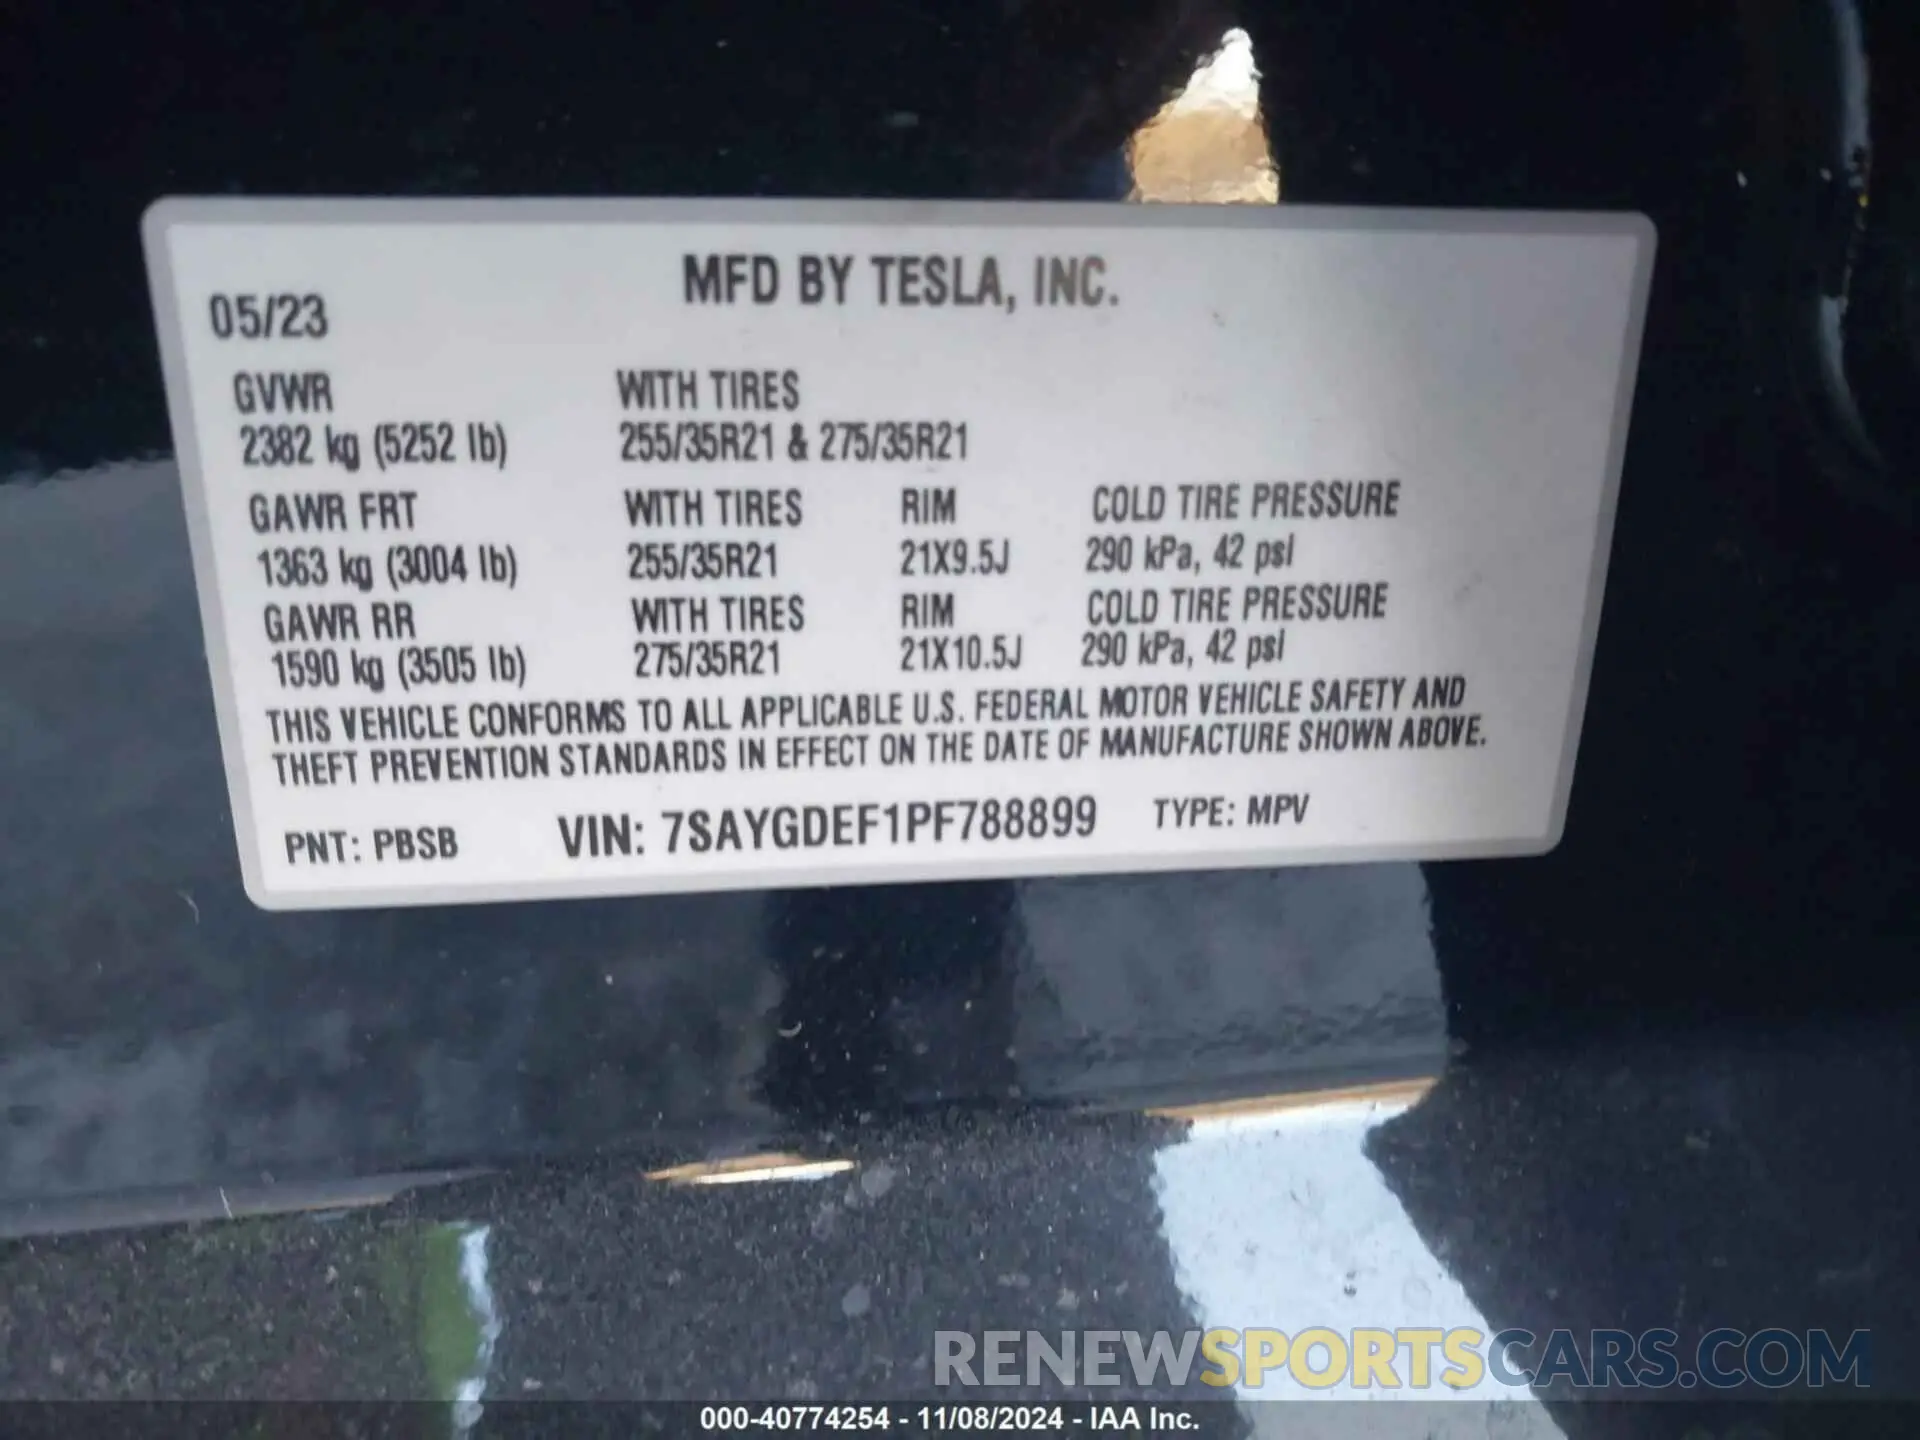 MFD BY TESLA, INC.
05/23
GVWR WITH TIRES
2382 kg (5252 lb) 255/35R21 & 275/35R21
GAWR FRT WITH TIRES RIM COLD TIRE PRESSURE
1363 kg (3004 lb) 255/35R21 21X9.5J 290 kPa, 42 psi
GAWR RR WITH TIRES RIM COLD TIRE PRESSURE
1590 kg (3505 lb) 275/35R21 21X10.5J 290 kPa, 42 psi
THIS VEHICLE CONFORMS TO ALL APPLICABLE U.S. FEDERAL MOTOR VEHICLE SAFETY AND
THEFT PREVENTION STANDARDS IN EFFECT ON THE DATE OF MANUFACTURE SHOWN ABOVE.
PNT: PBSB VIN: 7SAYGDEF1PF788899 TYPE: MPV
RENEWSPORTSCARS.COM
000-40774254 - 11/08/2024 - IAA Inc.